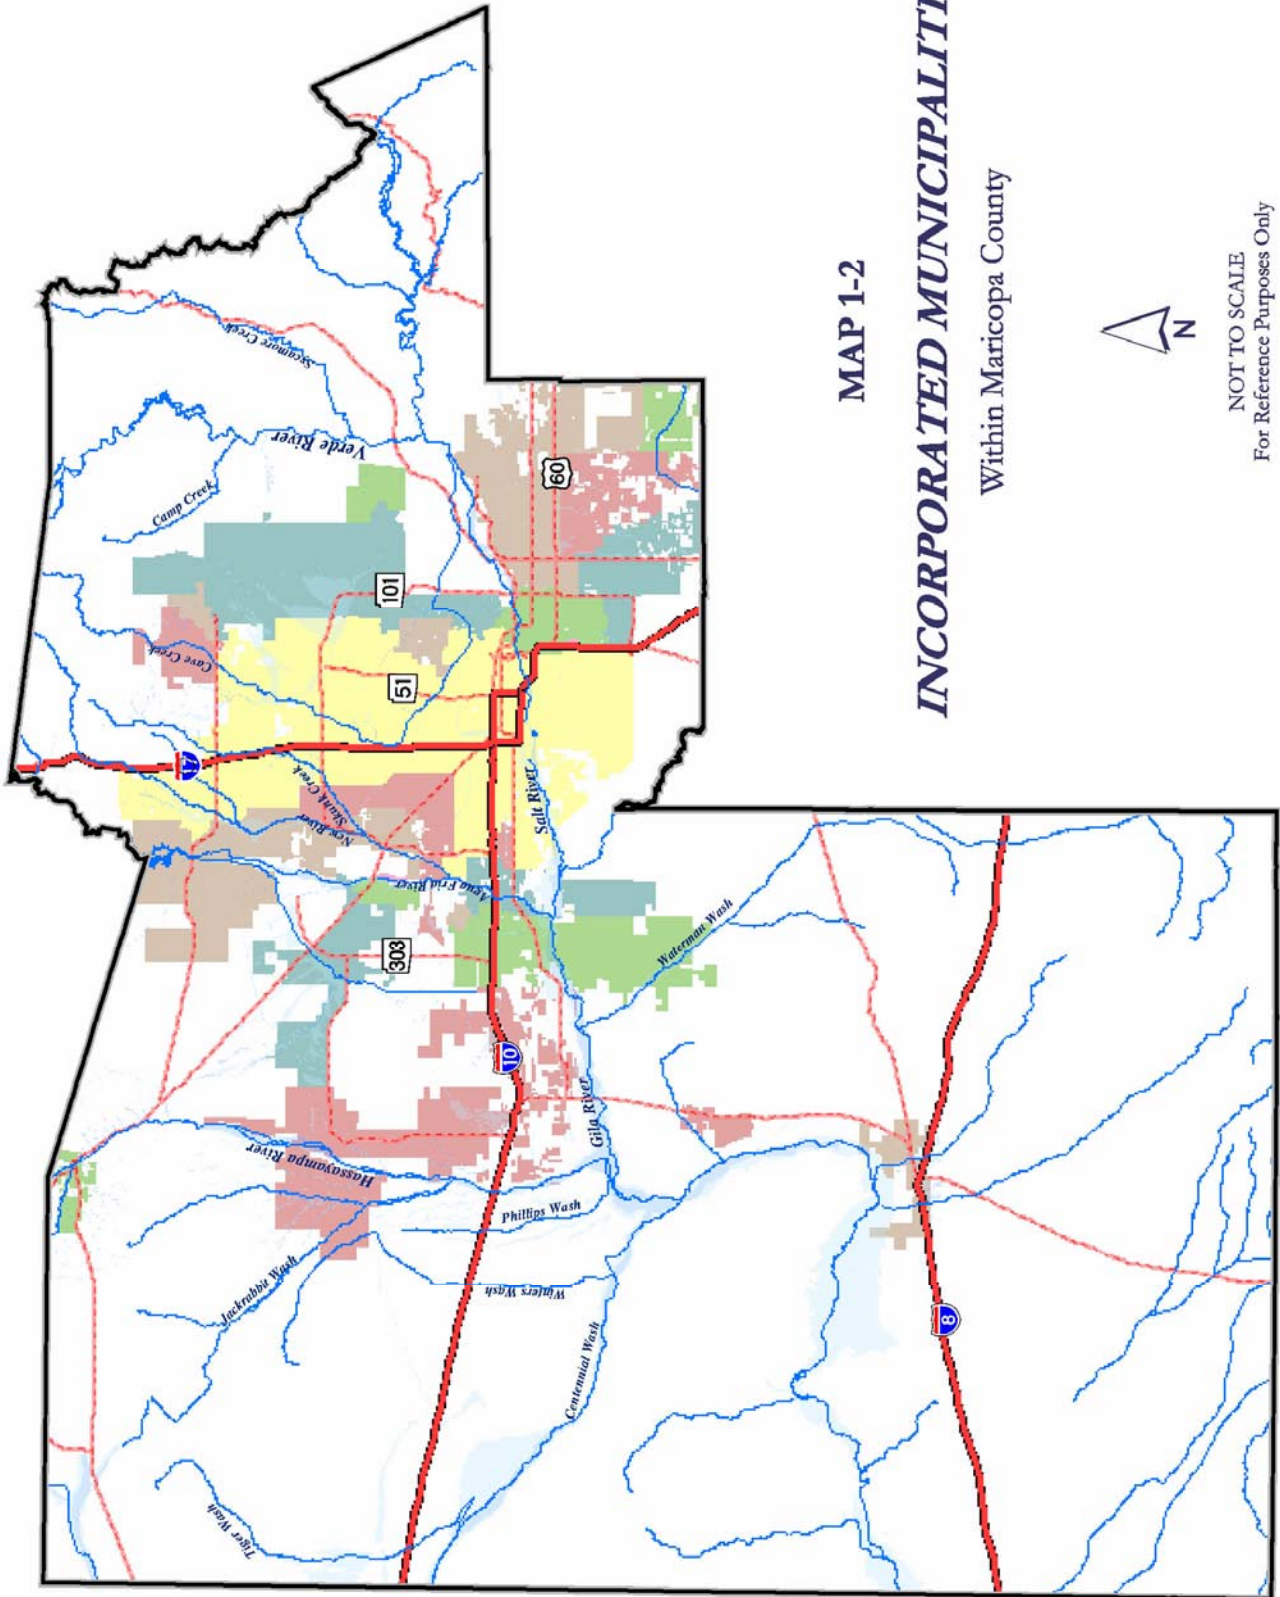 MAP 1-2
INCORPORATED MUNICIPALITI
Within Maricopa County
N
NOT TO SCALE
For Reference Purposes Only
Tiger Wash
Centennial Wash
Winters Wash
Jackrabbit Wash
Phillips Wash
Hassayampa River
Gila River
Waterman Wash
Agua Fria River
New River
Skunk Creek
Salt River
Cave Creek
Camp Creek
Verde River
Sycamore Creek
10
8
17
303
51
101
60